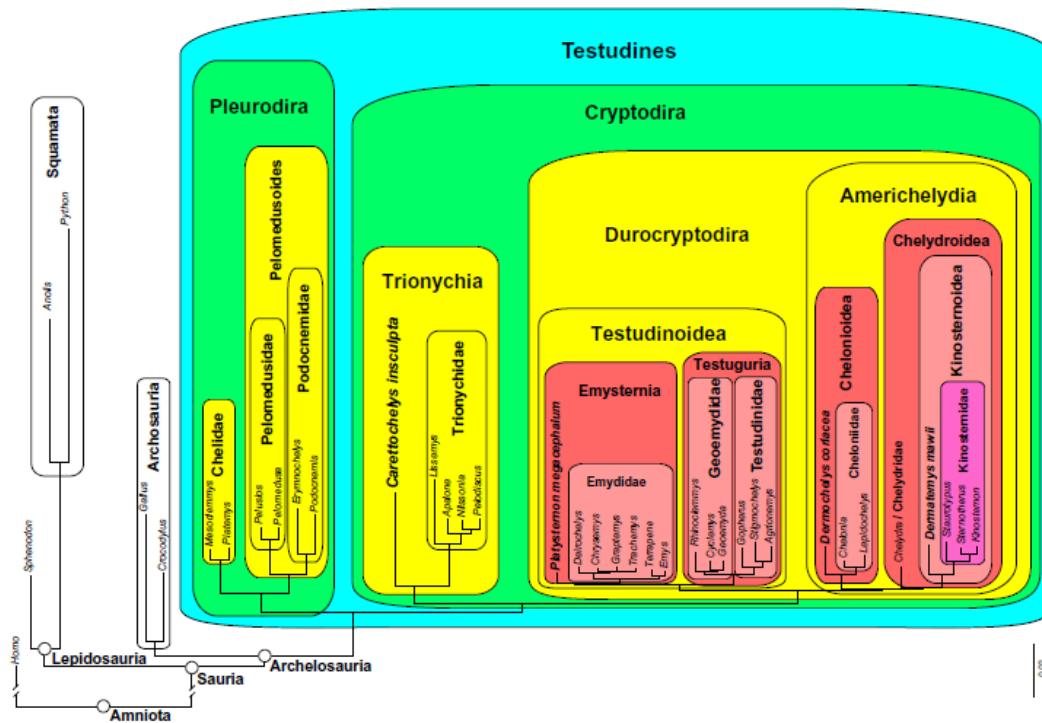 Testudines
Pleurodira
Cryptodira
Squamata
Python
Anolis
Pelomedusoides
Durocryptodira
Americhelydia
Chelydroidea
Trionychia
Kinosternoidea
Podocnemidae
Pelomedusidae
Testudinoidea
Chelonioidea
Carettochelys insculpta
Trionychidae
Emysternia
Testuguria
Archosauria
Gallus
Crocodylus
Chelidae
Mesoclemmys
Platemys
Pelusios
Pelomedusa
Erymnochelys
Podocnemis
Lissemys
Apalone
Nilssonia
Pelodiscus
Platysternon megacephalum
Emydidae
Deirochelys
Chrysemys
Graptemys
Trachemys
Terrapene
Emys
Geoemydidae
Rhinoclemmys
Cyclemys
Geoemyda
Testudinidae
Gopherus
Stigmochelys
Agrionemys
Dermochelys coriacea
Cheloniidae
Chelonia
Lepidochelys
Chelydra / Chelydridae
Dermatemys mawii
Kinosternidae
Staurotypus
Sternotherus
Kinosternon
Sphenodon
Homo
Lepidosauria
Archelosauria
Sauria
Amniota